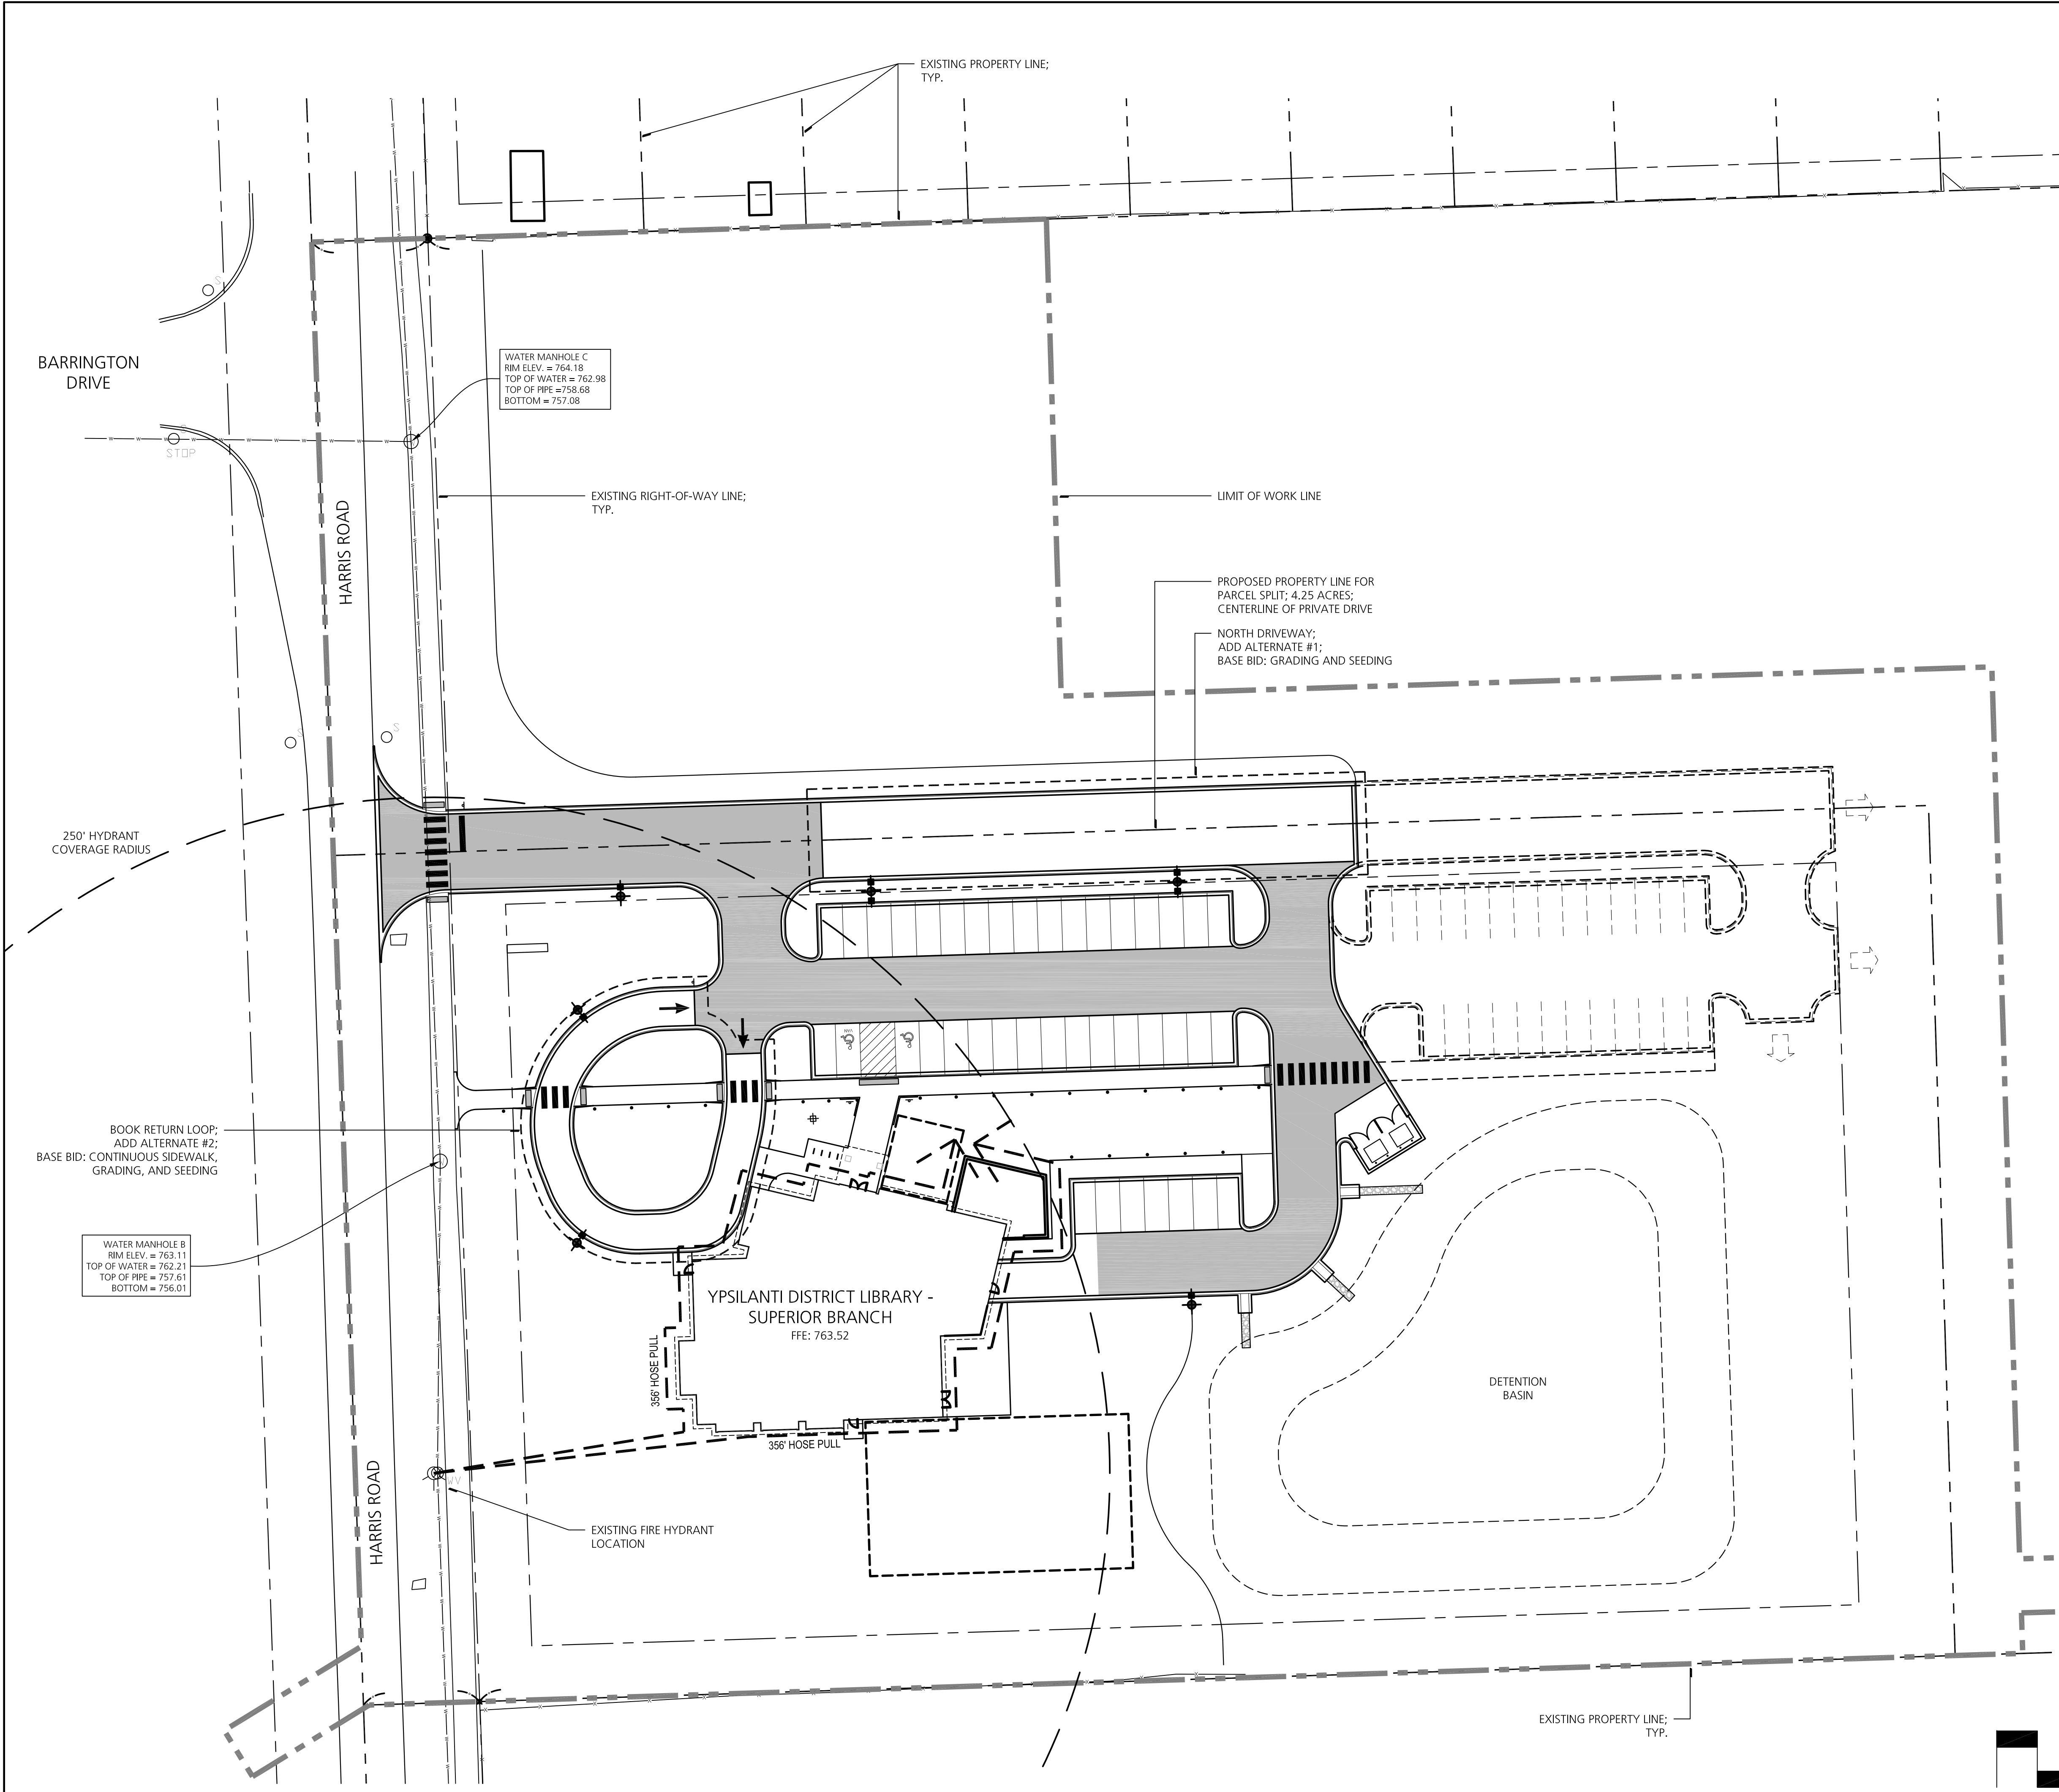 EXISTING PROPERTY LINE;
TYP.
BARRINGTON
DRIVE
S
WATER MANHOLE C
RIM ELEV. = 764.18
TOP OF WATER = 762.98
TOP OF PIPE =758.68
BOTTOM = 757.08
STOP
EXISTING RIGHT-OF-WAY LINE;
TYP.
LIMIT OF WORK LINE
HARRIS ROAD
PROPOSED PROPERTY LINE FOR
PARCEL SPLIT; 4.25 ACRES;
CENTERLINE OF PRIVATE DRIVE
NORTH DRIVEWAY;
ADD ALTERNATE #1;
BASE BID: GRADING AND SEEDING
S
S
250' HYDRANT
COVERAGE RADIUS
VAN
BOOK RETURN LOOP;
ADD ALTERNATE #2;
BASE BID: CONTINUOUS SIDEWALK,
GRADING, AND SEEDING
WATER MANHOLE B
RIM ELEV. = 763.11
TOP OF WATER = 762.21
TOP OF PIPE = 757.61
BOTTOM = 756.01
YPSILANTI DISTRICT LIBRARY -
SUPERIOR BRANCH
FFE: 763.52
356' HOSE PULL
356' HOSE PULL
DETENTION
BASIN
WV
HARRIS ROAD
EXISTING FIRE HYDRANT
LOCATION
EXISTING PROPERTY LINE;
TYP.